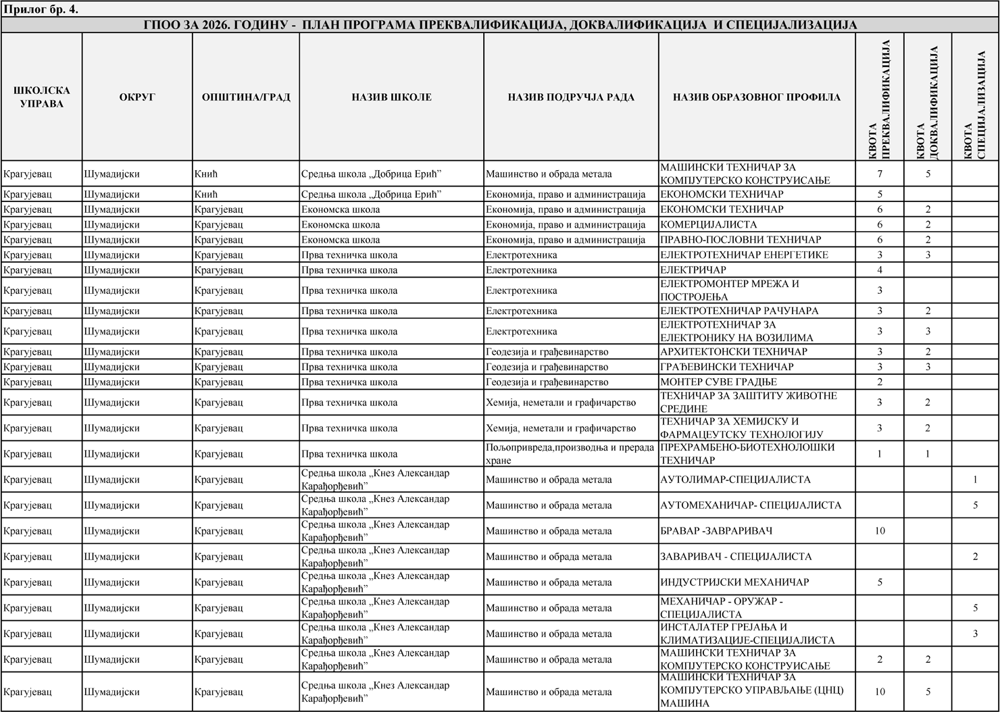 Прилог бр. 4.
ГПОО ЗА 2026. ГОДИНУ - ПЛАН ПРОГРАМА ПРЕКВАЛИФИКАЦИЈА, ДОКВАЛИФИКАЦИЈА И СПЕЦИЈАЛИЗАЦИЈА
ШКОЛСКА УПРАВА ОКРУГ ОПШТИНА/ГРАД НАЗИВ ШКОЛЕ НАЗИВ ПОДРУЧЈА РАДА НАЗИВ ОБРАЗОВНОГ ПРОФИЛА КВОТА ПРЕКВАЛИФИКАЦИЈА КВОТА ДОКВАЛИФИКАЦИЈА КВОТА СПЕЦИЈАЛИЗАЦИЈА
Крагујевац Шумадијски Кнић Средња школа „Добрица Ерић” Машинство и обрада метала МАШИНСКИ ТЕХНИЧАР ЗА КОМПЈУТЕРСКО КОНСТРУИСАЊЕ 7 5
Крагујевац Шумадијски Кнић Средња школа „Добрица Ерић” Економија, право и администрација ЕКОНОМСКИ ТЕХНИЧАР 5
Крагујевац Шумадијски Крагујевац Економска школа Економија, право и администрација ЕКОНОМСКИ ТЕХНИЧАР 6 2
Крагујевац Шумадијски Крагујевац Економска школа Економија, право и администрација КОМЕРЦИЈАЛИСТА 6 2
Крагујевац Шумадијски Крагујевац Економска школа Економија, право и администрација ПРАВНО-ПОСЛОВНИ ТЕХНИЧАР 6 2
Крагујевац Шумадијски Крагујевац Прва техничка школа Електротехника ЕЛЕКТРОТЕХНИЧАР ЕНЕРГЕТИКЕ 3 3
Крагујевац Шумадијски Крагујевац Прва техничка школа Електротехника ЕЛЕКТРИЧАР 4
Крагујевац Шумадијски Крагујевац Прва техничка школа Електротехника ЕЛЕКТРОМОНТЕР МРЕЖА И ПОСТРОЈЕЊА 3
Крагујевац Шумадијски Крагујевац Прва техничка школа Електротехника ЕЛЕКТРОТЕХНИЧАР РАЧУНАРА 3 2
Крагујевац Шумадијски Крагујевац Прва техничка школа Електротехника ЕЛЕКТРОТЕХНИЧАР ЗА ЕЛЕКТРОНИКУ НА ВОЗИЛИМА 3 3
Крагујевац Шумадијски Крагујевац Прва техничка школа Геодезија и грађевинарство АРХИТЕКТОНСКИ ТЕХНИЧАР 3 2
Крагујевац Шумадијски Крагујевац Прва техничка школа Геодезија и грађевинарство ГРАЂЕВИНСКИ ТЕХНИЧАР 3 3
Крагујевац Шумадијски Крагујевац Прва техничка школа Геодезија и грађевинарство МОНТЕР СУВЕ ГРАДЊЕ 2
Крагујевац Шумадијски Крагујевац Прва техничка школа Хемија, неметали и графичарство ТЕХНИЧАР ЗА ЗАШТИТУ ЖИВОТНЕ СРЕДИНЕ 3 2
Крагујевац Шумадијски Крагујевац Прва техничка школа Хемија, неметали и графичарство ТЕХНИЧАР ЗА ХЕМИЈСКУ И ФАРМАЦЕУТСКУ ТЕХНОЛОГИЈУ 3 2
Крагујевац Шумадијски Крагујевац Прва техничка школа Пољопривреда,производња и прерада хране ПРЕХРАМБЕНО-БИОТЕХНОЛОШКИ ТЕХНИЧАР 1 1
Крагујевац Шумадијски Крагујевац Средња школа „Кнез Александар Карађорђевић” Машинство и обрада метала АУТОЛИМАР-СПЕЦИЈАЛИСТА 1
Крагујевац Шумадијски Крагујевац Средња школа „Кнез Александар Карађорђевић” Машинство и обрада метала АУТОМЕХАНИЧАР- СПЕЦИЈАЛИСТА 5
Крагујевац Шумадијски Крагујевац Средња школа „Кнез Александар Карађорђевић” Машинство и обрада метала БРАВАР -ЗАВРАРИВАЧ 10
Крагујевац Шумадијски Крагујевац Средња школа „Кнез Александар Карађорђевић” Машинство и обрада метала ЗАВАРИВАЧ - СПЕЦИЈАЛИСТА 2
Крагујевац Шумадијски Крагујевац Средња школа „Кнез Александар Карађорђевић” Машинство и обрада метала ИНДУСТРИЈСКИ МЕХАНИЧАР 5
Крагујевац Шумадијски Крагујевац Средња школа „Кнез Александар Карађорђевић” Машинство и обрада метала МЕХАНИЧАР - ОРУЖАР - СПЕЦИЈАЛИСТА 5
Крагујевац Шумадијски Крагујевац Средња школа „Кнез Александар Карађорђевић” Машинство и обрада метала ИНСТАЛАТЕР ГРЕЈАЊА И КЛИМАТИЗАЦИЈЕ-СПЕЦИЈАЛИСТА 3
Крагујевац Шумадијски Крагујевац Средња школа „Кнез Александар Карађорђевић” Машинство и обрада метала МАШИНСКИ ТЕХНИЧАР ЗА КОМПЈУТЕРСКО КОНСТРУИСАЊЕ 2 2
Крагујевац Шумадијски Крагујевац Средња школа „Кнез Александар Карађорђевић” Машинство и обрада метала МАШИНСКИ ТЕХНИЧАР ЗА КОМПЈУТЕРСКО УПРАВЉАЊЕ (ЦНЦ) МАШИНА 10 5